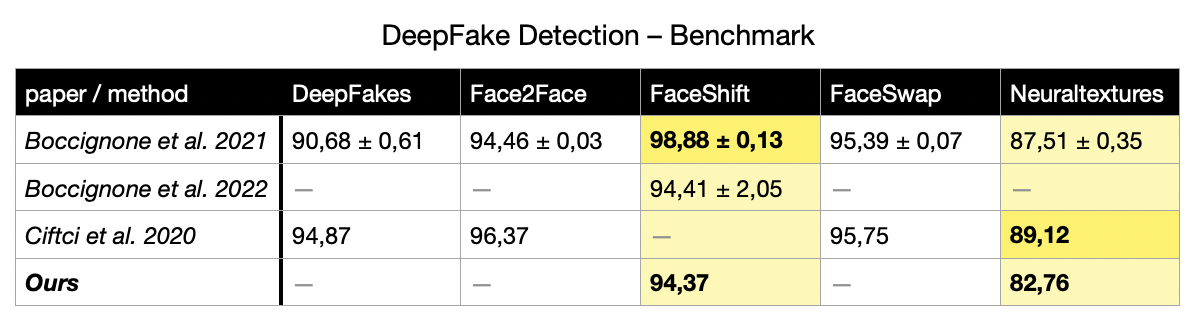 DeepFake Detection – Benchmark
paper / method DeepFakes Face2Face FaceShift FaceSwap Neuraltextures
Boccignone et al. 2021 90,68 ± 0,61 94,46 ± 0,03 98,88 ± 0,13 95,39 ± 0,07 87,51 ± 0,35
Boccignone et al. 2022 — — 94,41 ± 2,05 — —
Ciftci et al. 2020 94,87 96,37 — 95,75 89,12
Ours — — 94,37 — 82,76